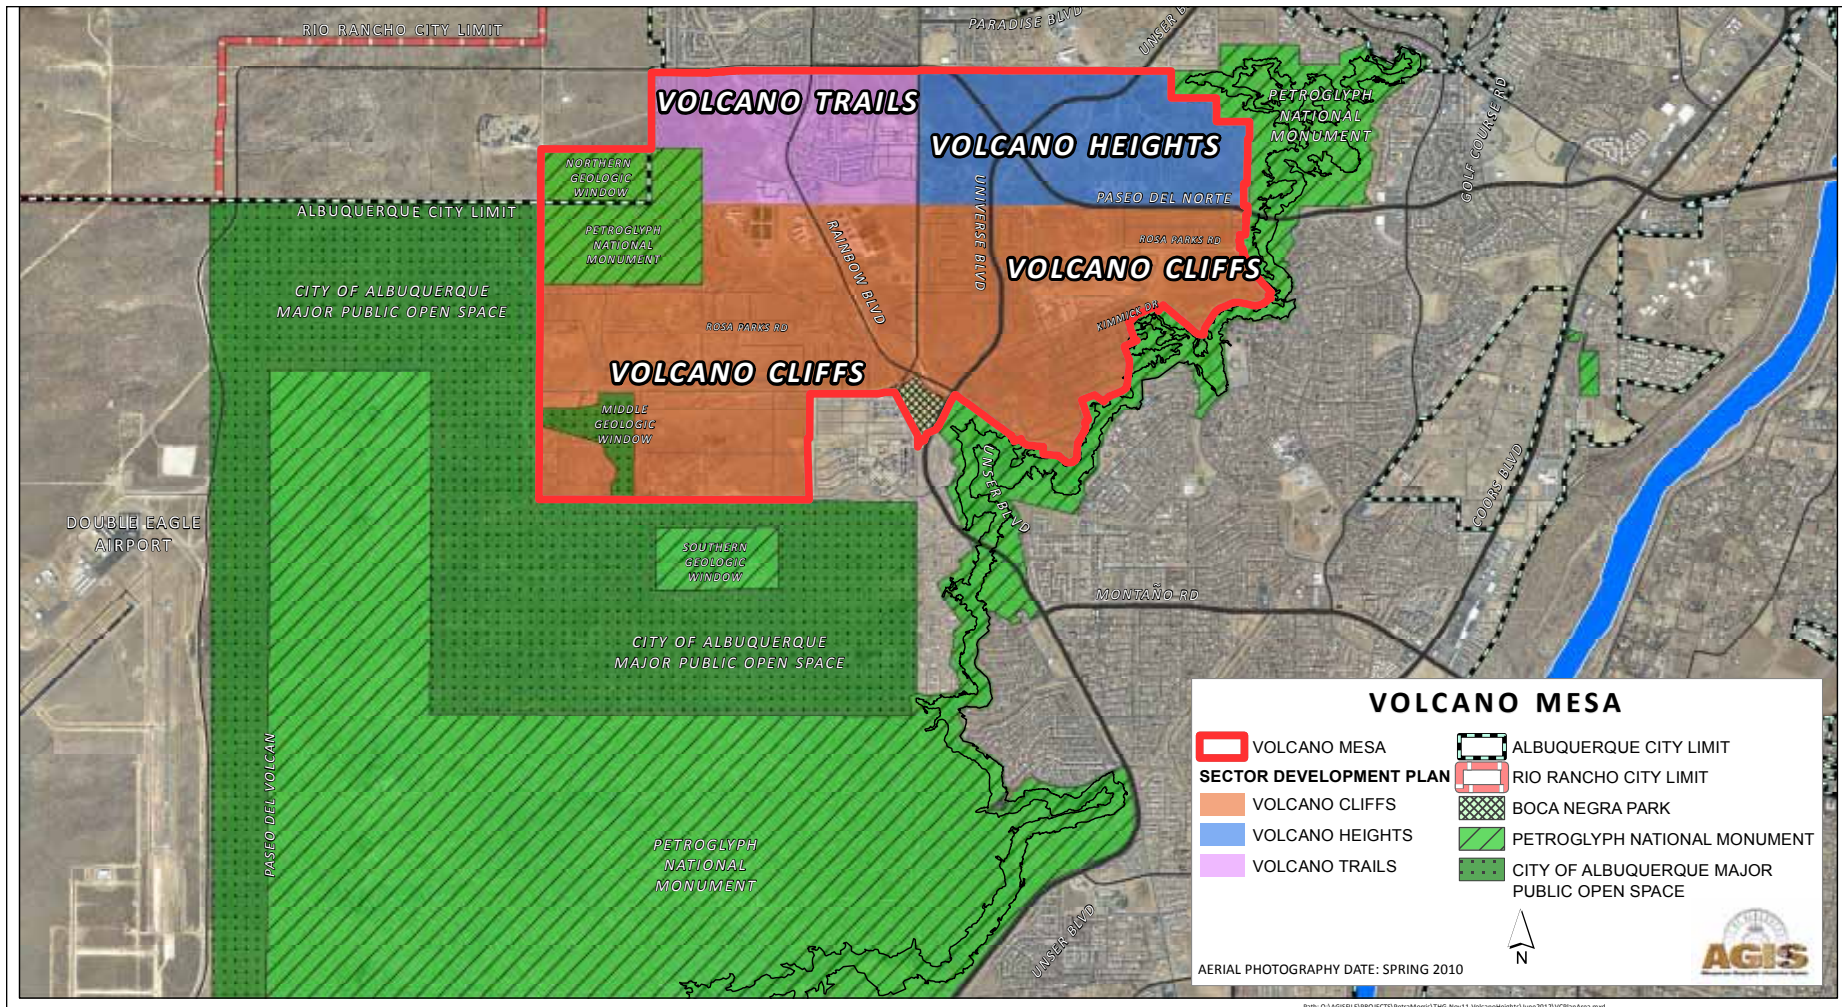 RIO RANCHO CITY LIMIT
PARADISE BLVD
UNSER B
VOLCANO TRAILS
VOLCANO HEIGHTS
PETROGLYPH
NATIONAL
MONUMENT
GOLF COURSE RD
NORTHERN
GEOLOGIC
WINDOW
ALBUQUERQUE CITY LIMIT
PETROGLYPH
NATIONAL
MONUMENT
UNIVERSE BLVD
PASEO DEL NORTE
RAINBOW BLVD
ROSA PARKS RD
VOLCANO CLIFFS
CITY OF ALBUQUERQUE
MAJOR PUBLIC OPEN SPACE
KIMMICK DR
ROSA PARKS RD
VOLCANO CLIFFS
MIDDLE
GEOLOGIC
WINDOW
UNSER BLVD
COORS BLVD
DOUBLE EAGLE
AIRPORT
SOUTHERN
GEOLOGIC
WINDOW
MONTAÑO RD
CITY OF ALBUQUERQUE
MAJOR PUBLIC OPEN SPACE
PASEO DEL VOLCAN
PETROGLYPH
NATIONAL
MONUMENT
UNSER BLVD
VOLCANO MESA
VOLCANO MESA
SECTOR DEVELOPMENT PLAN
VOLCANO CLIFFS
VOLCANO HEIGHTS
VOLCANO TRAILS
ALBUQUERQUE CITY LIMIT
RIO RANCHO CITY LIMIT
BOCA NEGRA PARK
PETROGLYPH NATIONAL MONUMENT
CITY OF ALBUQUERQUE MAJOR
PUBLIC OPEN SPACE
N
AERIAL PHOTOGRAPHY DATE: SPRING 2010
AGIS